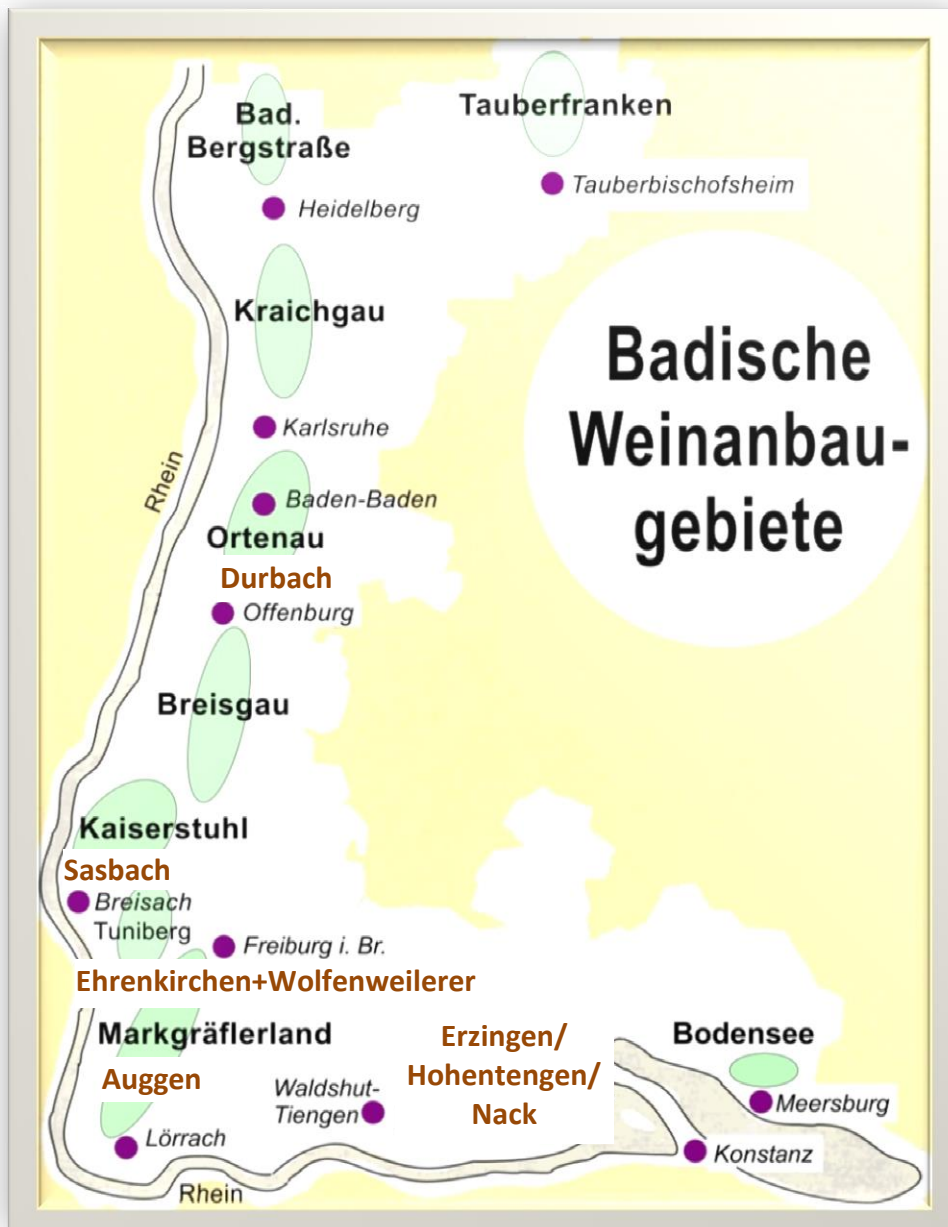 Bad.
Bergstraße
Tauberfranken
Tauberbischofsheim
Heidelberg
Kraichgau
Badische
Weinanbau-
gebiete
Karlsruhe
Rhein
Baden-Baden
Ortenau
Durbach
Offenburg
Breisgau
Kaiserstuhl
Sasbach
Breisach
Tuniberg
Freiburg i. Br.
Ehrenkirchen+Wolfenweilerer
Markgräflerland
Erzingen/
Hohentengen/
Nack
Bodensee
Auggen
Waldshut-
Tiengen
Meersburg
Lörrach
Konstanz
Rhein